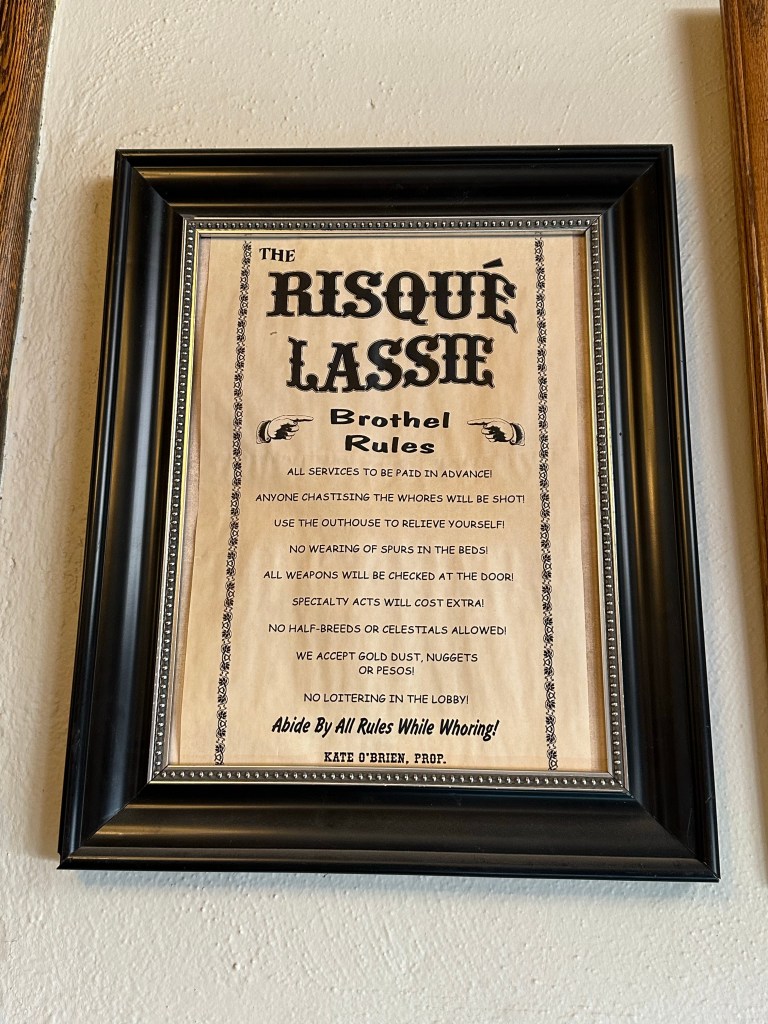 THE
RISQUÉ
LASSIE
Brothel
Rules
ALL SERVICES TO BE PAID IN ADVANCE!
ANYONE CHASTISING THE WHORES WILL BE SHOT!
USE THE OUTHOUSE TO RELIEVE YOURSELF!
NO WEARING OF SPURS IN THE BEDS!
ALL WEAPONS WILL BE CHECKED AT THE DOOR!
SPECIALTY ACTS WILL COST EXTRA!
NO HALF-BREEDS OR CELESTIALS ALLOWED!
WE ACCEPT GOLD DUST, NUGGETS
OR PESOS!
NO LOITERING IN THE LOBBY!
Abide By All Rules While Whoring!
KATE O'BRIEN, PROP.